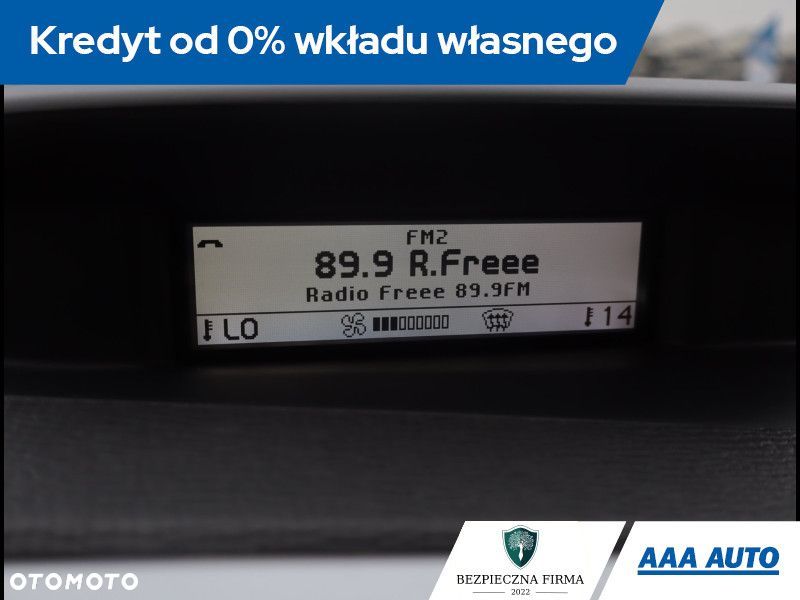 Kredyt od 0% wkładu własnego
FM2
89.9 R.Freee
Radio Freee 89.9FM
LO
14
BEZPIECZNA FIRMA
2022
AAA AUTO
OTOMOTO